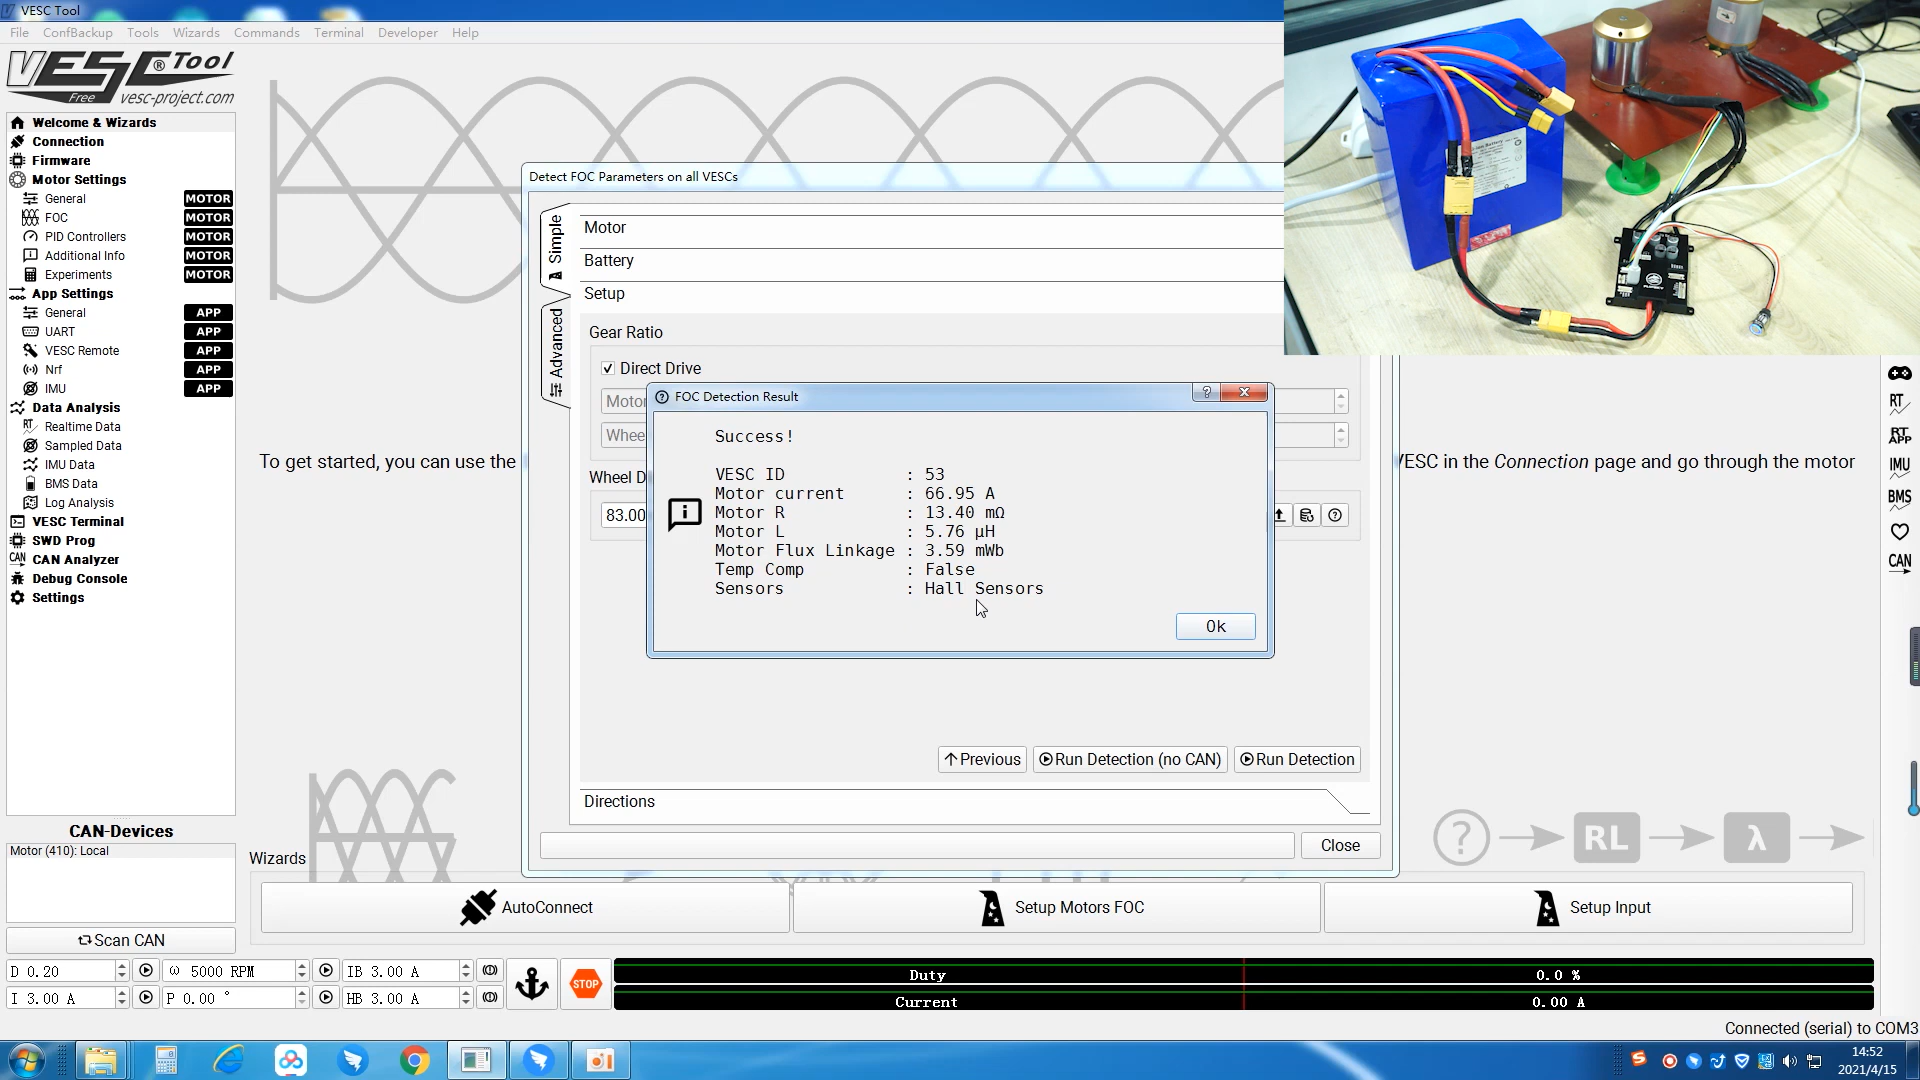 VESC Tool
File ConfBackup Tools Wizards Commands Terminal Developer Help
VESC® Tool
Free vesc-project.com
Welcome & Wizards
Connection
Firmware
Motor Settings
General MOTOR
FOC MOTOR
PID Controllers MOTOR
Additional Info MOTOR
Experiments MOTOR
App Settings
General APP
UART APP
VESC Remote APP
Nrf APP
IMU APP
Data Analysis
RT Realtime Data
Sampled Data
IMU Data
BMS Data
Log Analysis
VESC Terminal
SWD Prog
CAN CAN Analyzer
Debug Console
Settings
CAN-Devices
Motor (410): Local
Scan CAN
To get started, you can use the
VESC in the Connection page and go through the motor
Detect FOC Parameters on all VESCs
Simple
Advanced
Motor
Battery
Setup
Gear Ratio
Direct Drive
Moto
Whee
Wheel D
83.00
FOC Detection Result
Success!
VESC ID : 53
Motor current : 66.95 A
Motor R : 13.40 mΩ
Motor L : 5.76 µH
Motor Flux Linkage : 3.59 mWb
Temp Comp : False
Sensors : Hall Sensors
Ok
Previous Run Detection (no CAN) Run Detection
Directions
Close
RL λ
Wizards
AutoConnect Setup Motors FOC Setup Input
D 0.20 ω 5000 RPM IB 3.00 A
I 3.00 A P 0.00 ° HB 3.00 A
STOP
Duty 0.0 %
Current 0.00 A
RT
RT
APP
IMU
BMS
CAN
Connected (serial) to COM3
14:52
2021/4/15